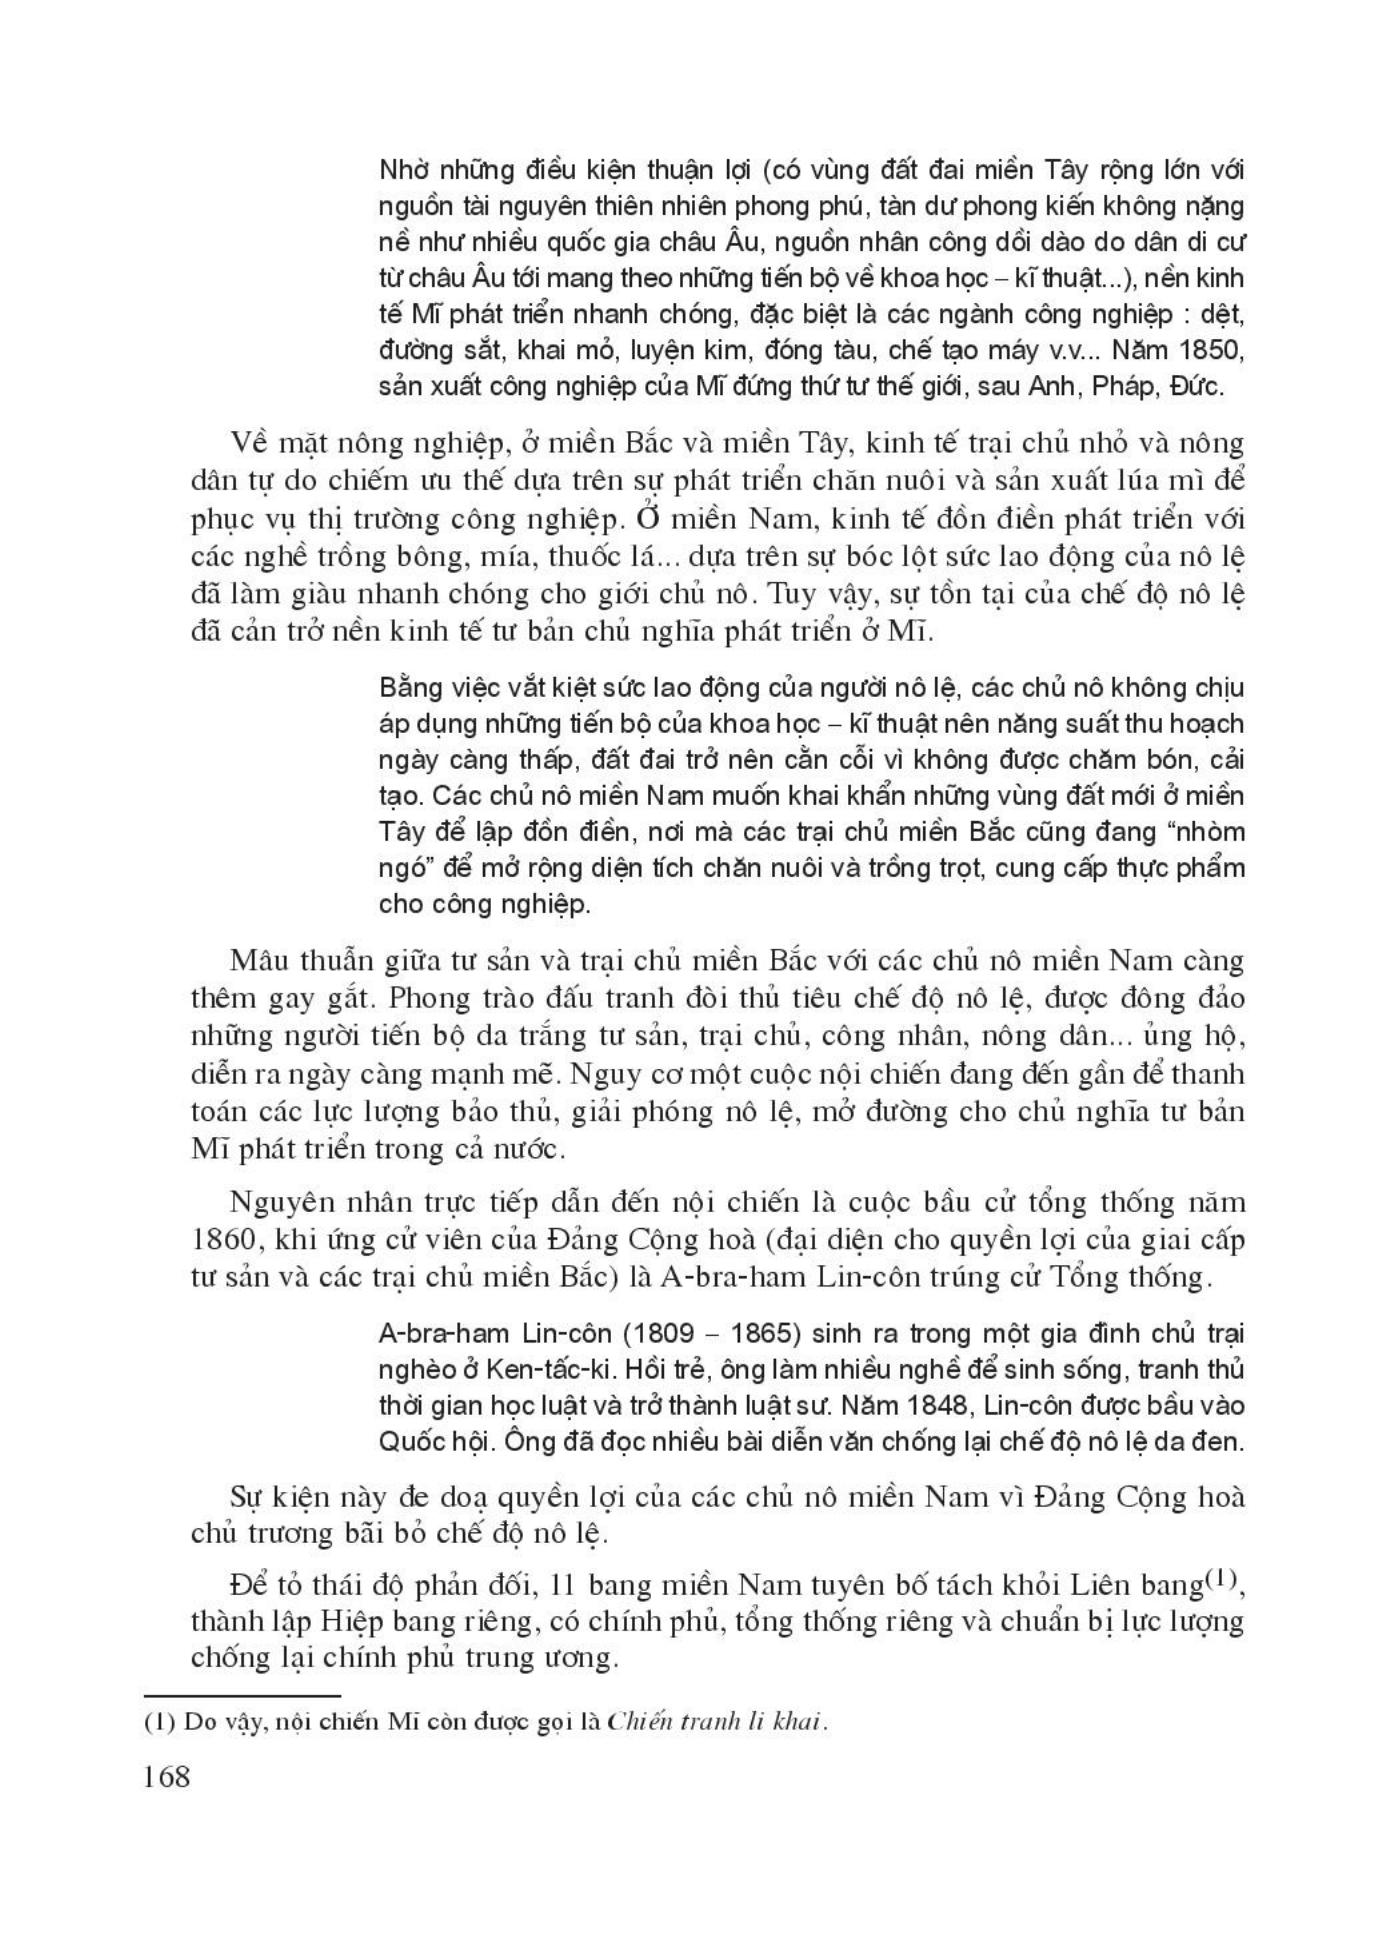 Nhờ những điều kiện thuận lợi (có vùng đất đai miền Tây rộng lớn với
nguồn tài nguyên thiên nhiên phong phú, tàn dư phong kiến không nặng
nề như nhiều quốc gia châu Âu, nguồn nhân công dồi dào do dân di cư
từ châu Âu tới mang theo những tiến bộ về khoa học – kĩ thuật...), nền kinh
tế Mĩ phát triển nhanh chóng, đặc biệt là các ngành công nghiệp : dệt,
đường sắt, khai mỏ, luyện kim, đóng tàu, chế tạo máy v.v... Năm 1850,
sản xuất công nghiệp của Mĩ đứng thứ tư thế giới, sau Anh, Pháp, Đức.
Về mặt nông nghiệp, ở miền Bắc và miền Tây, kinh tế trại chủ nhỏ và nông
dân tự do chiếm ưu thế dựa trên sự phát triển chăn nuôi và sản xuất lúa mì để
phục vụ thị trường công nghiệp. Ở miền Nam, kinh tế đồn điền phát triển với
các nghề trồng bông, mía, thuốc lá... dựa trên sự bóc lột sức lao động của nô lệ
đã làm giàu nhanh chóng cho giới chủ nô. Tuy vậy, sự tồn tại của chế độ nô lệ
đã cản trở nền kinh tế tư bản chủ nghĩa phát triển ở Mĩ.
Bằng việc vắt kiệt sức lao động của người nô lệ, các chủ nô không chịu
áp dụng những tiến bộ của khoa học – kĩ thuật nên năng suất thu hoạch
ngày càng thấp, đất đai trở nên cằn cỗi vì không được chăm bón, cải
tạo. Các chủ nô miền Nam muốn khai khẩn những vùng đất mới ở miền
Tây để lập đồn điền, nơi mà các trại chủ miền Bắc cũng đang “nhòm
ngó” để mở rộng diện tích chăn nuôi và trồng trọt, cung cấp thực phẩm
cho công nghiệp.
Mâu thuẫn giữa tư sản và trại chủ miền Bắc với các chủ nô miền Nam càng
thêm gay gắt. Phong trào đấu tranh đòi thủ tiêu chế độ nô lệ, được đông đảo
những người tiến bộ da trắng tư sản, trại chủ, công nhân, nông dân... ủng hộ,
diễn ra ngày càng mạnh mẽ. Nguy cơ một cuộc nội chiến đang đến gần để thanh
toán các lực lượng bảo thủ, giải phóng nô lệ, mở đường cho chủ nghĩa tư bản
Mĩ phát triển trong cả nước.
Nguyên nhân trực tiếp dẫn đến nội chiến là cuộc bầu cử tổng thống năm
1860, khi ứng cử viên của Đảng Cộng hoà (đại diện cho quyền lợi của giai cấp
tư sản và các trại chủ miền Bắc) là A-bra-ham Lin-côn trúng cử Tổng thống.
A-bra-ham Lin-côn (1809 – 1865) sinh ra trong một gia đình chủ trại
nghèo ở Ken-tấc-ki. Hồi trẻ, ông làm nhiều nghề để sinh sống, tranh thủ
thời gian học luật và trở thành luật sư. Năm 1848, Lin-côn được bầu vào
Quốc hội. Ông đã đọc nhiều bài diễn văn chống lại chế độ nô lệ da đen.
Sự kiện này đe doạ quyền lợi của các chủ nô miền Nam vì Đảng Cộng hoà
chủ trương bãi bỏ chế độ nô lệ.
Để tỏ thái độ phản đối, 11 bang miền Nam tuyên bố tách khỏi Liên bang(1),
thành lập Hiệp bang riêng, có chính phủ, tổng thống riêng và chuẩn bị lực lượng
chống lại chính phủ trung ương.
(1) Do vậy, nội chiến Mĩ còn được gọi là Chiến tranh li khai.
168